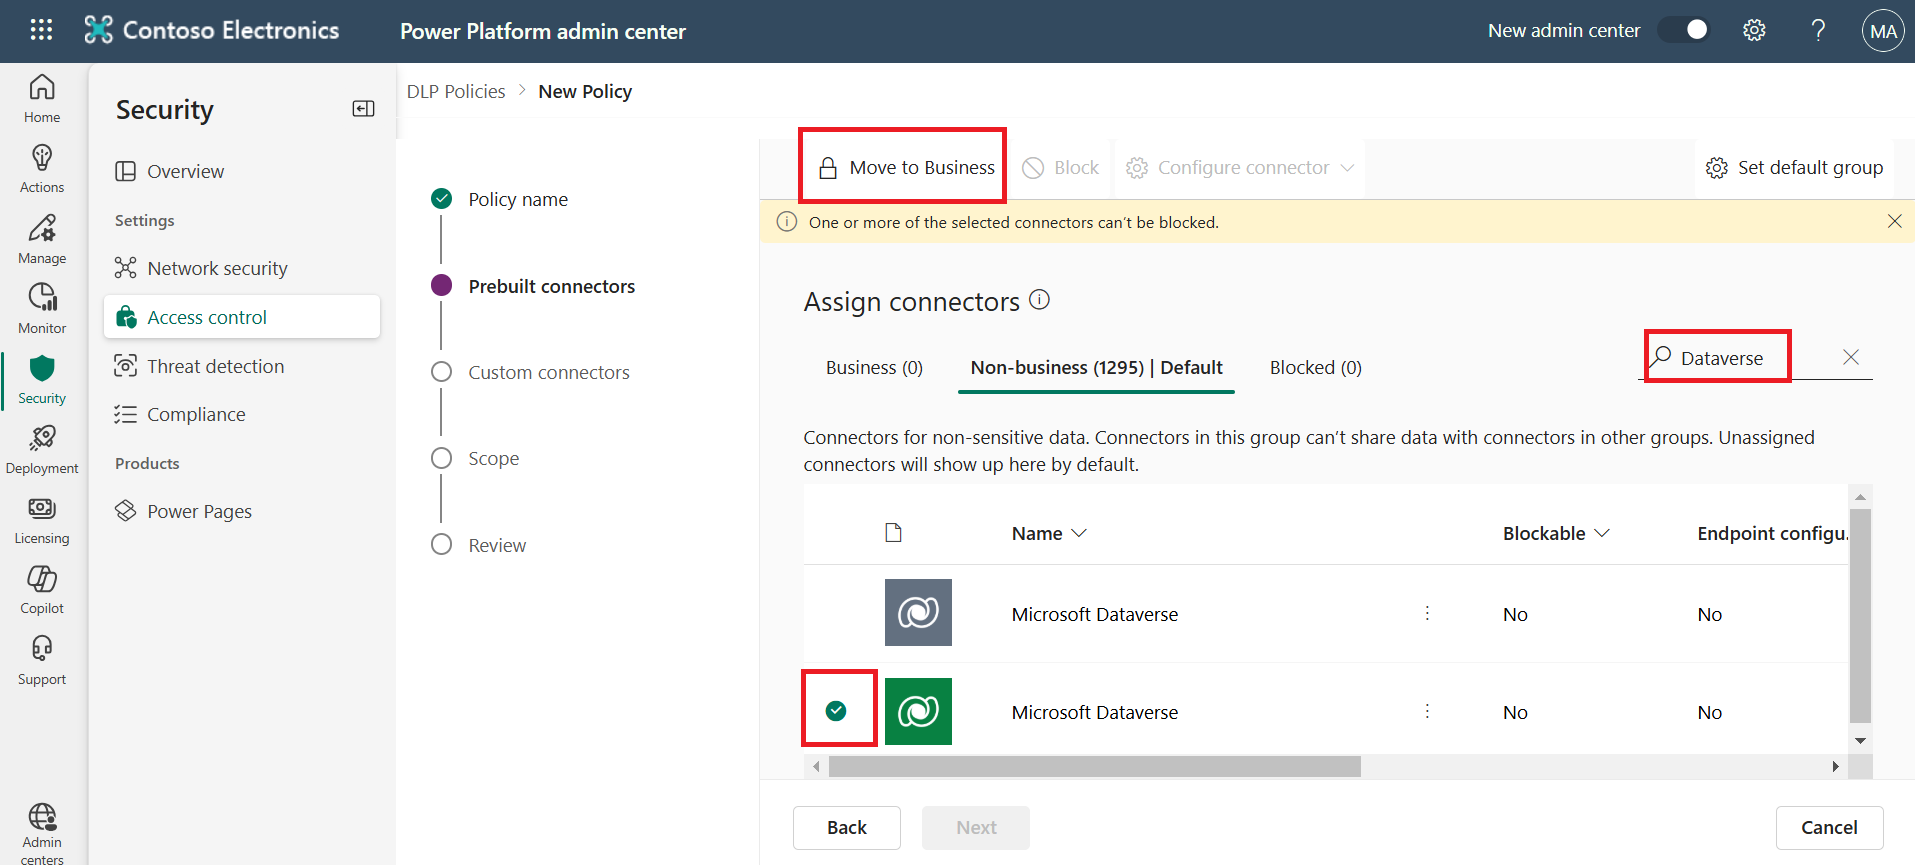 Contoso Electronics
Power Platform admin center
New admin center
MA
Home
Actions
Manage
Monitor
Security
Deployment
Licensing
Copilot
Support
Admin
centers
Security
Overview
Settings
Network security
Access control
Threat detection
Compliance
Products
Power Pages
DLP Policies > New Policy
Policy name
Prebuilt connectors
Custom connectors
Scope
Review
Move to Business
Block
Configure connector
Set default group
One or more of the selected connectors can't be blocked.
Assign connectors
Business (0)
Non-business (1295) | Default
Blocked (0)
Dataverse
Connectors for non-sensitive data. Connectors in this group can't share data with connectors in other groups. Unassigned
connectors will show up here by default.
Name
Blockable
Endpoint configu.
Microsoft Dataverse
No
No
Microsoft Dataverse
No
No
Back
Next
Cancel